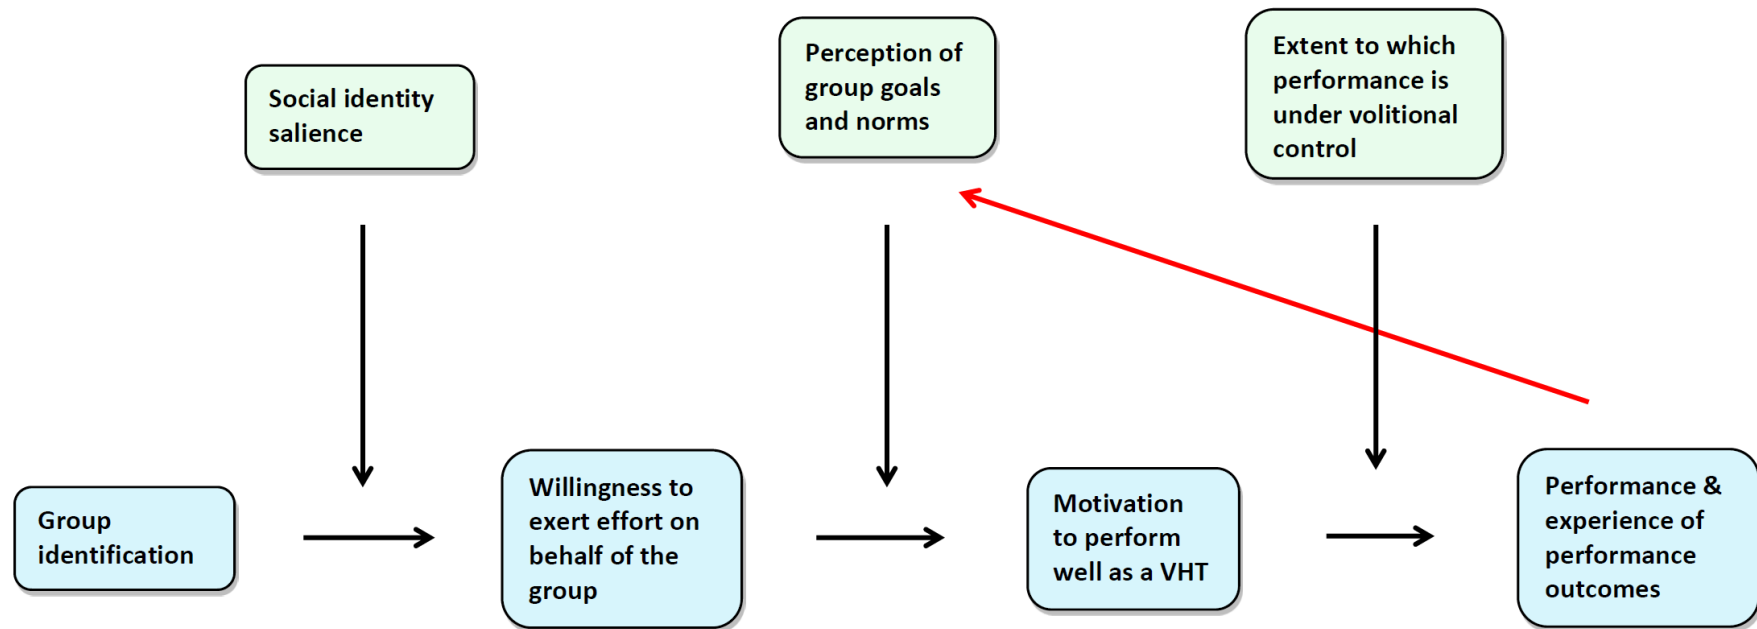 Social identity
salience
Perception of
group goals
and norms
Extent to which
performance is
under volitional
control
Group
identification
Willingness to
exert effort on
behalf of the
group
Motivation
to perform
well as a VHT
Performance &
experience of
performance
outcomes